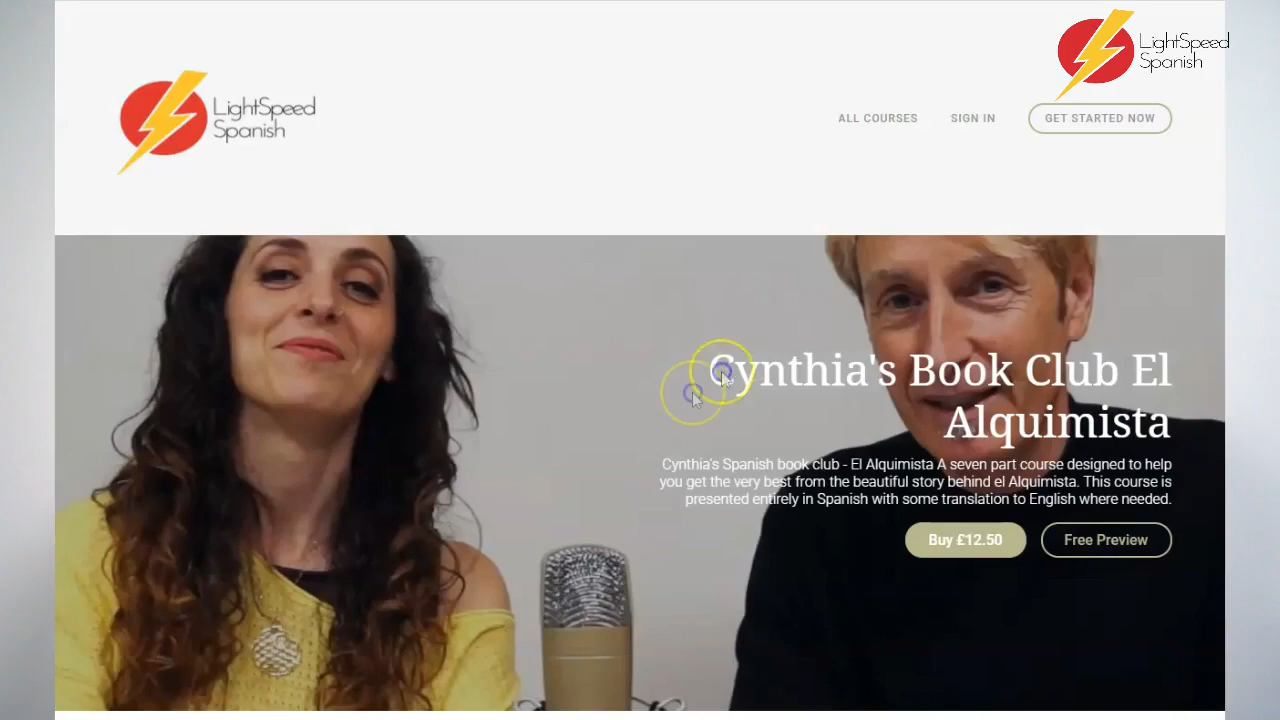 LightSpeed
Spanish
LightSpeed
Spanish
ALL COURSES
SIGN IN
GET STARTED NOW
Cynthia's Book Club El
Alquimista
Cynthia's Spanish book club - El Alquimista A seven part course designed to help
you get the very best from the beautiful story behind el Alquimista. This course is
presented entirely in Spanish with some translation to English where needed.
Buy £12.50
Free Preview